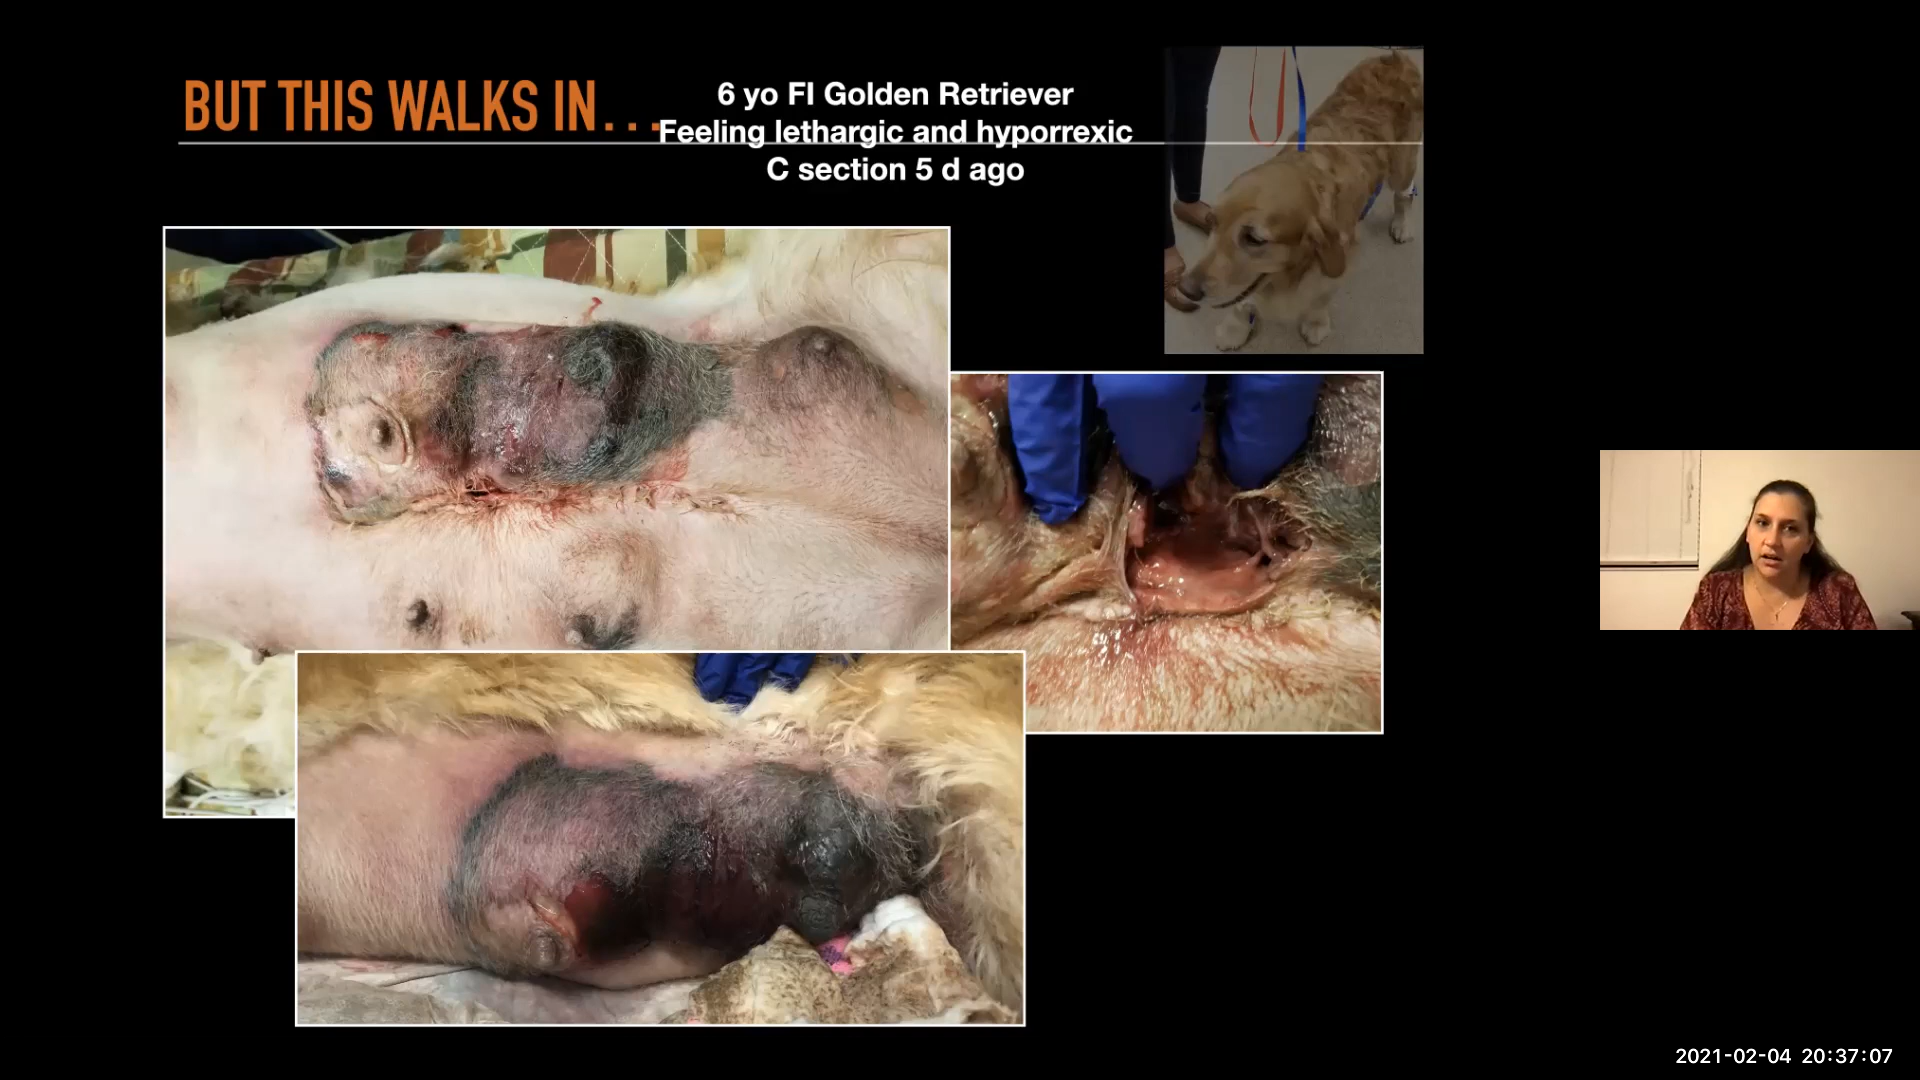 BUT THIS WALKS IN...
6 yo FI Golden Retriever
Feeling lethargic and hyporrexic
C section 5 d ago
2021-02-04 20:37:07